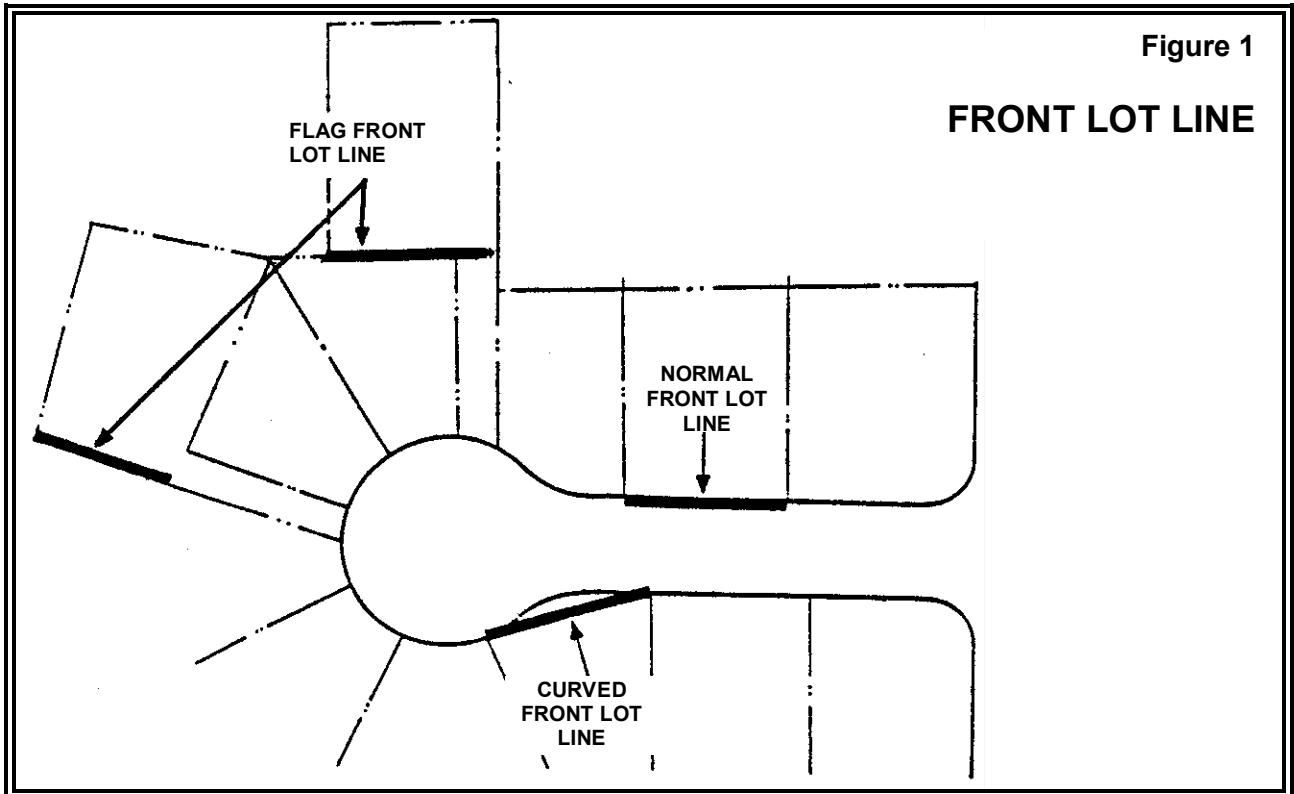 Figure 1
FRONT LOT LINE
FLAG FRONT
LOT LINE
NORMAL
FRONT LOT
LINE
CURVED
FRONT LOT
LINE